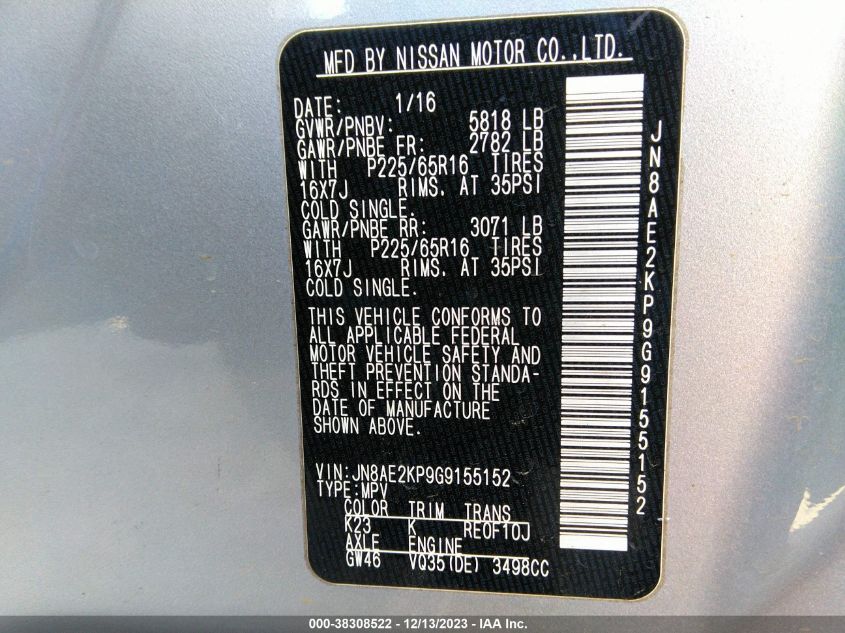 MFD BY NISSAN MOTOR CO.,LTD.
DATE: 1/16
GVWR/PNBV: 5818 LB
GAWR/PNBE FR: 2782 LB
WITH P225/65R16 TIRES
16X7J RIMS. AT 35PSI
COLD SINGLE.
GAWR/PNBE RR: 3071 LB
WITH P225/65R16 TIRES
16X7J RIMS. AT 35PSI
COLD SINGLE.
THIS VEHICLE CONFORMS TO
ALL APPLICABLE FEDERAL
MOTOR VEHICLE SAFETY AND
THEFT PREVENTION STANDA-
RDS IN EFFECT ON THE
DATE OF MANUFACTURE
SHOWN ABOVE.
VIN:JN8AE2KP9G9155152
TYPE:MPV
COLOR TRIM TRANS
K23 K RE0F10J
AXLE ENGINE
GW46 VQ35(DE) 3498CC
JN8AE2KP9G9155152
000-38308522 - 12/13/2023 - IAA Inc.